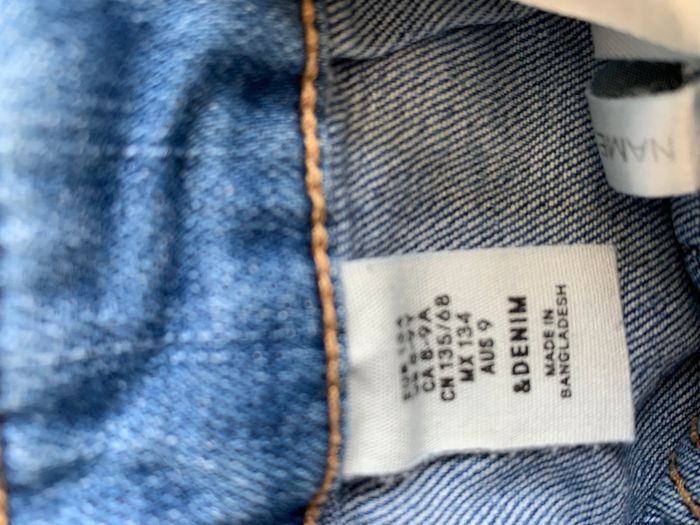 CA 8-9A
CN 135/68
MX 134
AUS 9
&DENIM
MADE IN
BANGLADESH
NAME